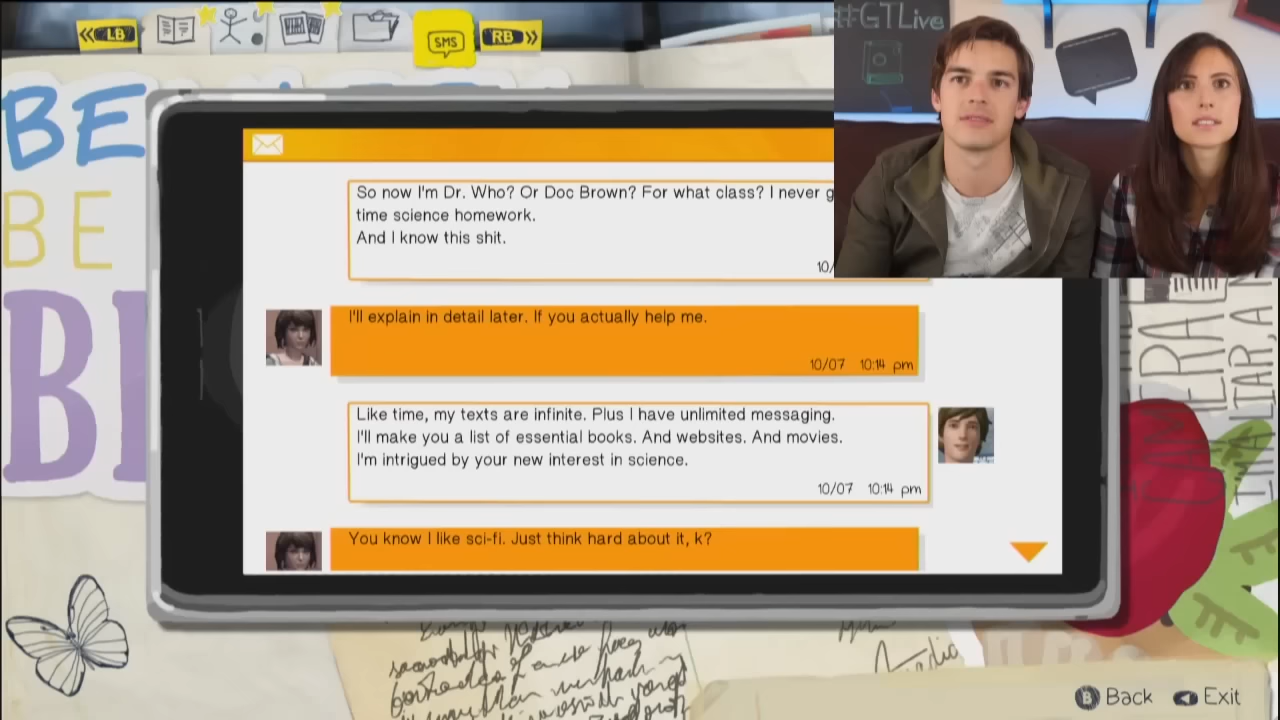 LB
SMS
RB
#GTLive
BE
BE
So now I'm Dr. Who? Or Doc Brown? For what class? I never g
time science homework.
And I know this shit.
10/
I'll explain in detail later. If you actually help me.
10/07 10:14 pm
Like time, my texts are infinite. Plus I have unlimited messaging.
I'll make you a list of essential books. And websites. And movies.
I'm intrigued by your new interest in science.
10/07 10:14 pm
You know I like sci-fi. Just think hard about it, k?
B Back Exit